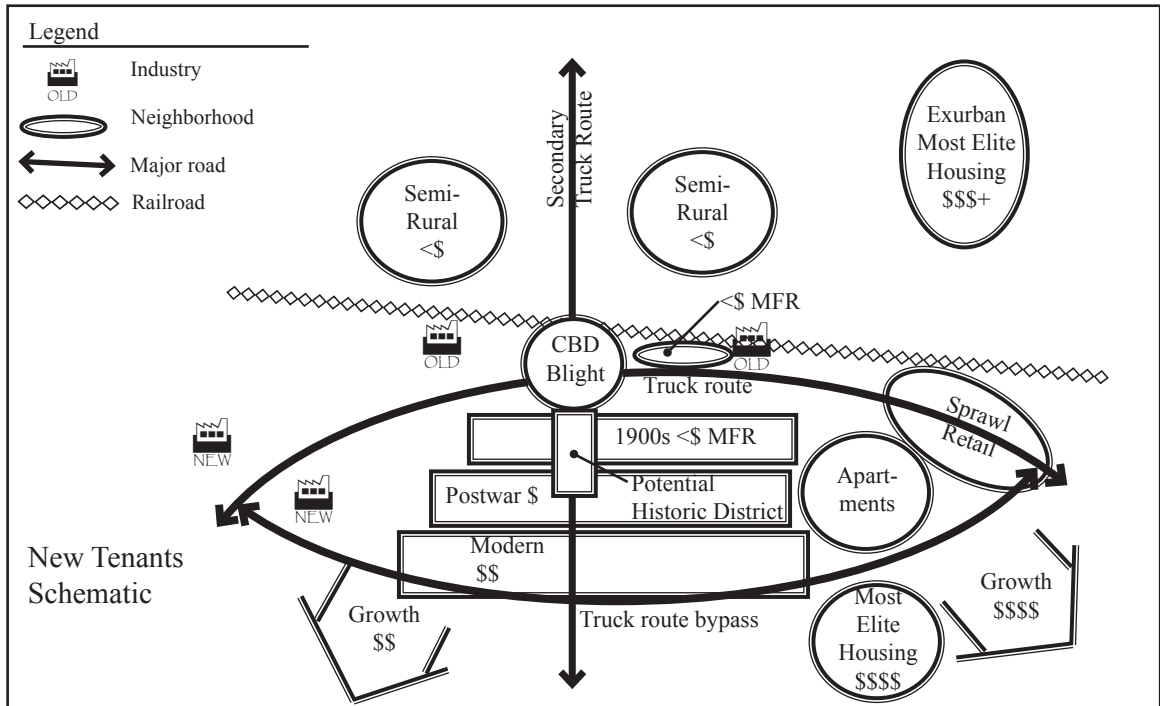 Legend
Industry
OLD
Neighborhood
Major road
Railroad
Secondary
Truck Route
Semi-
Rural
<$
Semi-
Rural
<$
Exurban
Most Elite
Housing
$$$+
<$ MFR
OLD
CBD
Blight
OLD
Truck route
Sprawl
Retail
NEW
1900s <$ MFR
Apart-
ments
NEW
Postwar $
Potential
Historic District
Modern
$$
New Tenants
Schematic
Growth
$$
Truck route bypass
Most
Elite
Housing
$$$$
Growth
$$$$